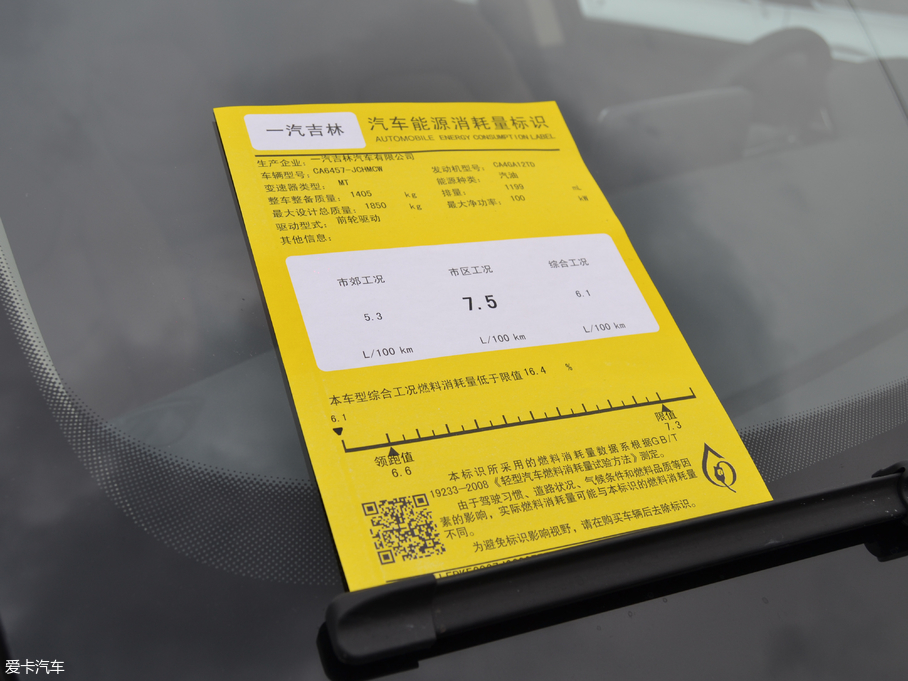 一汽吉林
汽车能源消耗量标识
AUTOMOBILE ENERGY CONSUMPTION LABEL
生产企业：一汽吉林汽车有限公司
车辆型号：CA6457-JCHMCW 发动机型号：CA4GA12TD
变速器类型： MT 能源种类： 汽油
整车整备质量： 1405 kg 排量： 1199 mL
最大设计总质量： 1850 kg 最大净功率： 100 kW
驱动型式： 前轮驱动
其他信息：
市郊工况 市区工况 综合工况
5.3 7.5 6.1
L/100 km L/100 km L/100 km
本车型综合工况燃料消耗量低于限值16.4 %
6.1
领跑值 限值
6.6 7.3
本标识所采用的燃料消耗量数据系根据GB/T
19233-2008《轻型汽车燃料消耗量试验方法》测定。
由于驾驶习惯、道路状况、气候条件和燃料品质等因
素的影响，实际燃料消耗量可能与本标识的燃料消耗量
不同。
为避免标识影响视野，请在购买车辆后去除标识。
爱卡汽车